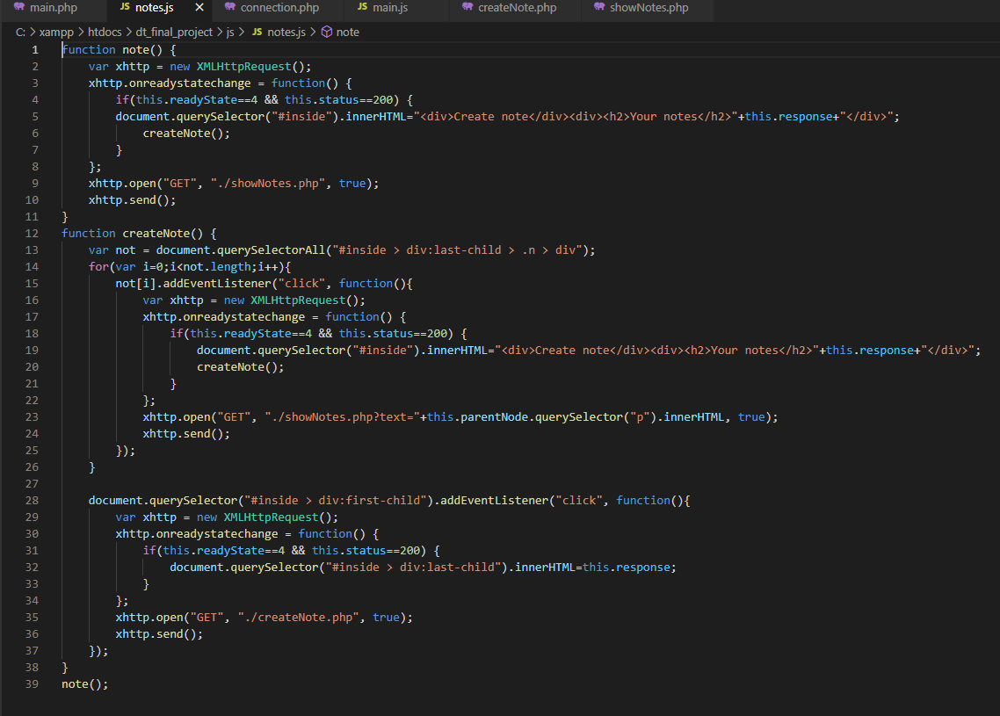 main.php JS notes.js × connection.php JS main.js createNote.php showNotes.php
C: > xampp > htdocs > dt_final_project > js > JS notes.js > note
1 function note() {
2 var xhttp = new XMLHttpRequest();
3 xhttp.onreadystatechange = function() {
4 if(this.readyState==4 && this.status==200) {
5 document.querySelector("#inside").innerHTML="<div>Create note</div><div><h2>Your notes</h2>"+this.response+"</div>";
6 createNote();
7 }
8 };
9 xhttp.open("GET", "./showNotes.php", true);
10 xhttp.send();
11 }
12 function createNote() {
13 var not = document.querySelectorAll("#inside > div:last-child > .n > div");
14 for(var i=0;i<not.length;i++){
15 not[i].addEventListener("click", function(){
16 var xhttp = new XMLHttpRequest();
17 xhttp.onreadystatechange = function() {
18 if(this.readyState==4 && this.status==200) {
19 document.querySelector("#inside").innerHTML="<div>Create note</div><div><h2>Your notes</h2>"+this.response+"</div>";
20 createNote();
21 }
22 };
23 xhttp.open("GET", "./showNotes.php?text="+this.parentNode.querySelector("p").innerHTML, true);
24 xhttp.send();
25 });
26 }
27
28 document.querySelector("#inside > div:first-child").addEventListener("click", function(){
29 var xhttp = new XMLHttpRequest();
30 xhttp.onreadystatechange = function() {
31 if(this.readyState==4 && this.status==200) {
32 document.querySelector("#inside > div:last-child").innerHTML=this.response;
33 }
34 };
35 xhttp.open("GET", "./createNote.php", true);
36 xhttp.send();
37 });
38 }
39 note();